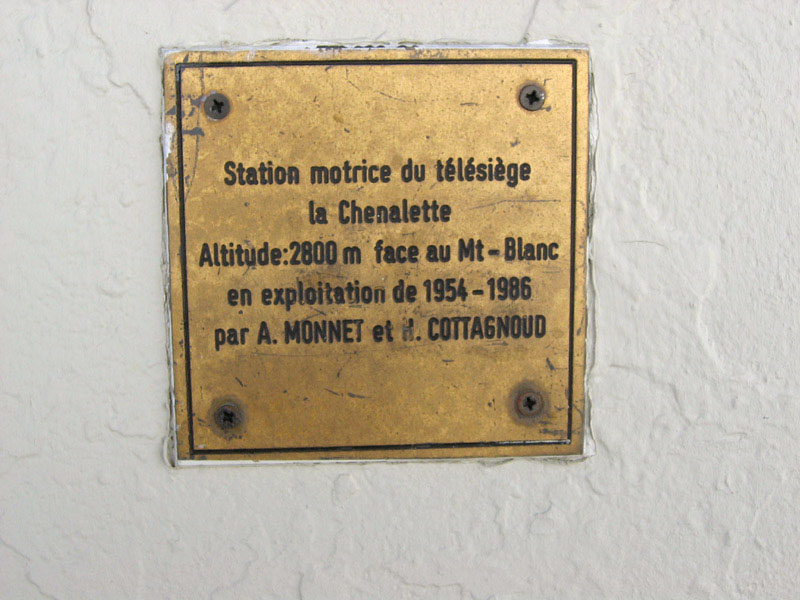 Station motrice du télésiège
la Chenalette
Altitude:2800 m face au Mt-Blanc
en exploitation de 1954-1986
par A. MONNET et H. COTTAGNOUD